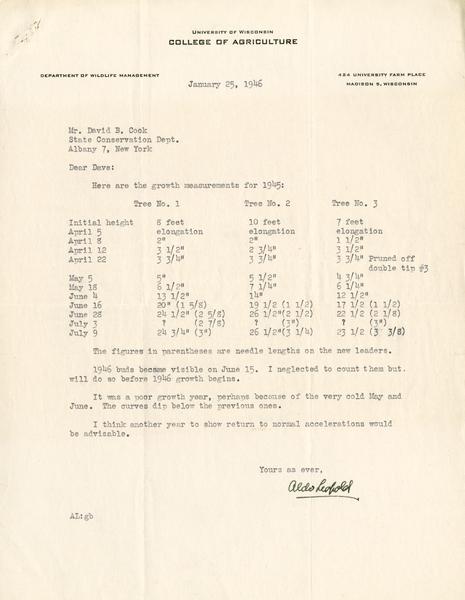 UNIVERSITY OF WISCONSIN
COLLEGE OF AGRICULTURE
DEPARTMENT OF WILDLIFE MANAGEMENT
424 UNIVERSITY FARM PLACE
MADISON 5, WISCONSIN
January 25, 1946
Mr. David B. Cook
State Conservation Dept.
Albany 7, New York
Dear Dave:
Here are the growth measurements for 1945:
Tree No. 1 Tree No. 2 Tree No. 3
Initial height 8 feet 10 feet 7 feet
April 5 elongation elongation elongation
April 8 2" 2" 1 1/2"
April 12 3 1/2" 2 3/4" 3 1/2"
April 22 3 3/4" 3 3/4" 3 3/4" Pruned off
double tip #3
May 5 5" 5 1/2" 4 3/4"
May 18 6 1/2" 7 1/4" 6 1/2"
June 4 13 1/2" 14" 12 1/2"
June 16 20" (1 5/8) 19 1/2 (1 1/2) 17 1/2 (1 1/2)
June 28 24 1/2" (2 5/8) 26 1/2"(2 1/2) 22 1/2 (2 1/8)
July 3 ? (2 7/8) ? (3") ? (3")
July 9 24 3/4" (3") 26 1/2"(3 1/4) 23 1/2 (3 3/8)
The figures in parentheses are needle lengths on the new leaders.
1946 buds became visible on June 15. I neglected to count them but
will do so before 1946 growth begins.
It was a poor growth year, perhaps because of the very cold May and
June. The curves dip below the previous ones.
I think another year to show return to normal accelerations would
be advisable.
Yours as ever,
Aldo Leopold
AL:gb